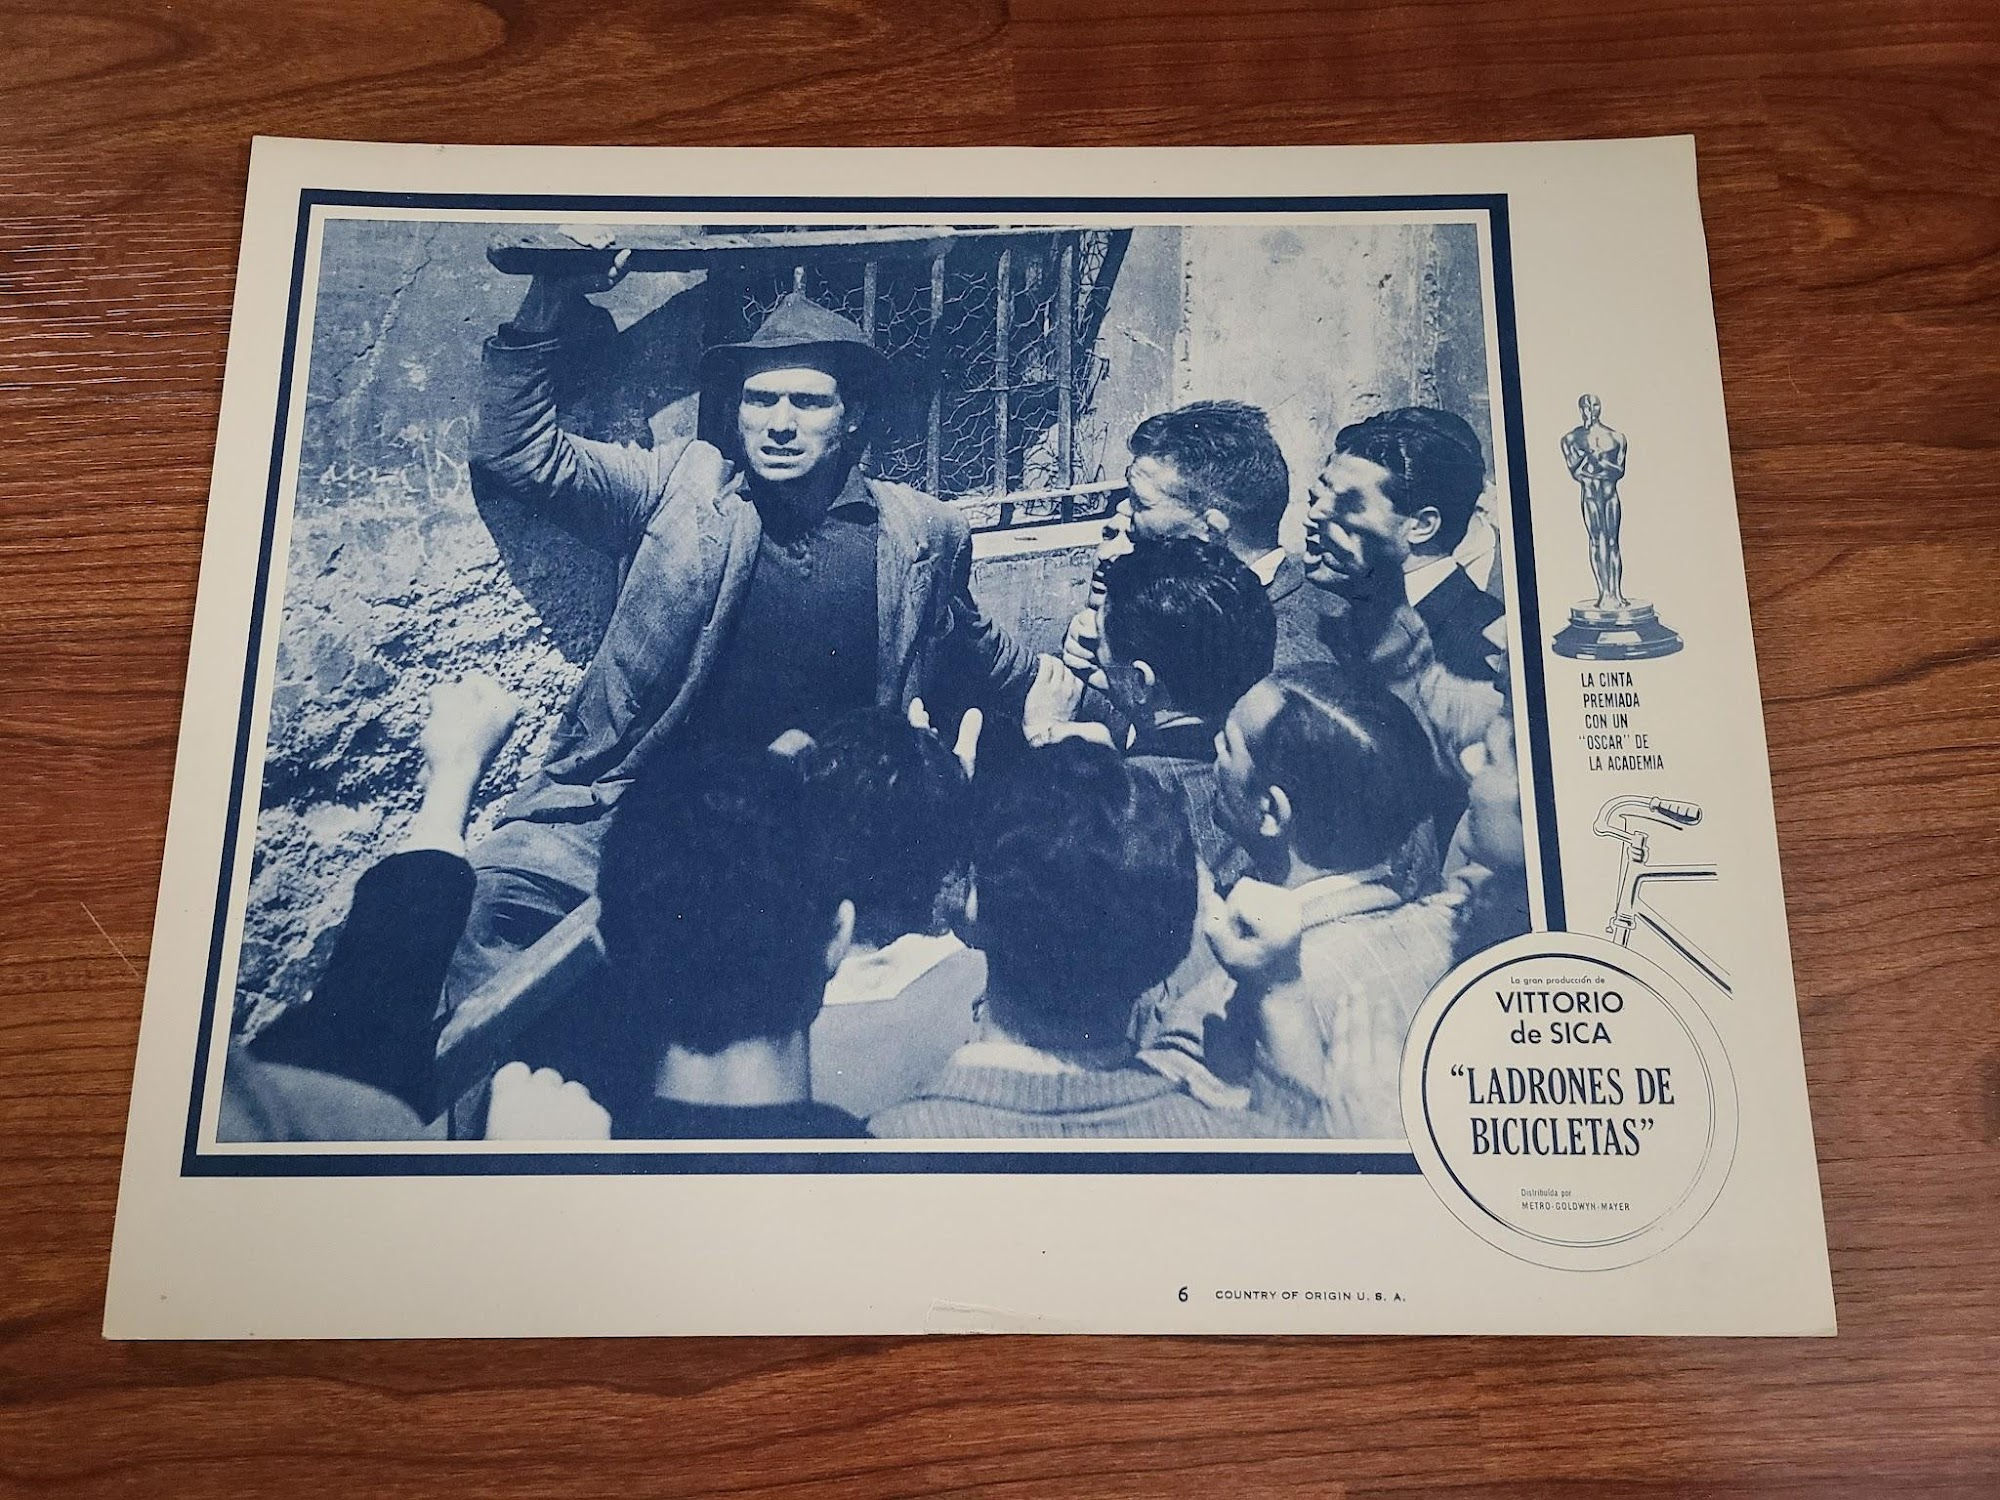 LA CINTA
PREMIADA
CON UN
"OSCAR" DE
LA ACADEMIA
La gran producción de
VITTORIO
de SICA
"LADRONES DE
BICICLETAS"
Distribuída por
METRO-GOLDWYN-MAYER
6 COUNTRY OF ORIGIN U. S. A.